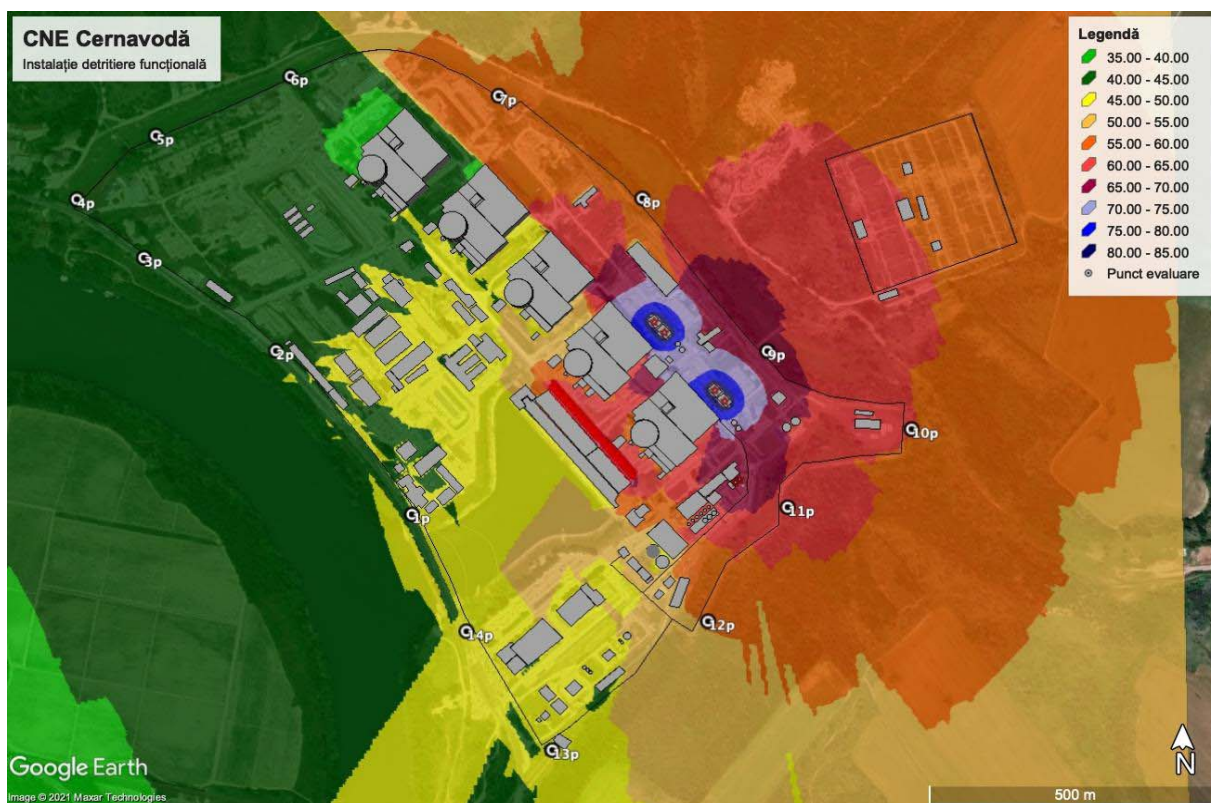 CNE Cernavodă
Instalație detritiere funcțională
Legendă
35.00 - 40.00
40.00 - 45.00
45.00 - 50.00
50.00 - 55.00
55.00 - 60.00
60.00 - 65.00
65.00 - 70.00
70.00 - 75.00
75.00 - 80.00
80.00 - 85.00
Punct evaluare
6p
7p
5p
4p
8p
3p
2p
9p
10p
1p
11p
14p
12p
13p
N
Google Earth
Image © 2021 Maxar Technologies
500 m